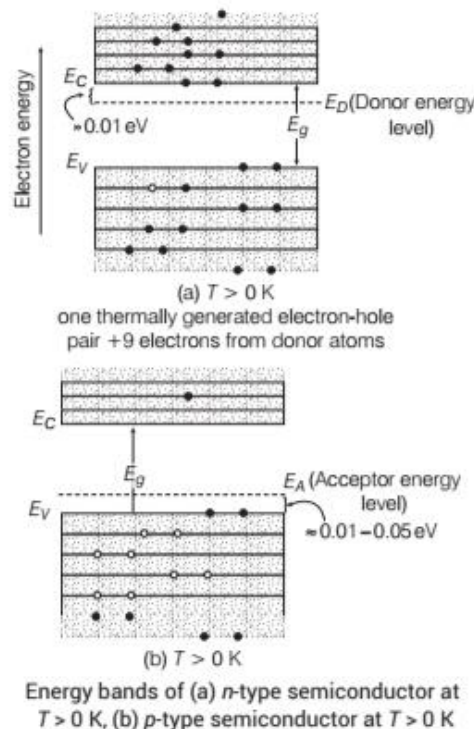 Electron energy
E_C
≈0.01 eV
E_D (Donor energy
level)
E_g
E_V
(a) T > 0 K
one thermally generated electron-hole
pair +9 electrons from donor atoms
E_C
E_g
E_A (Acceptor energy
level)
E_V
≈0.01–0.05 eV
(b) T > 0 K
Energy bands of (a) n-type semiconductor at
T > 0 K, (b) p-type semiconductor at T > 0 K